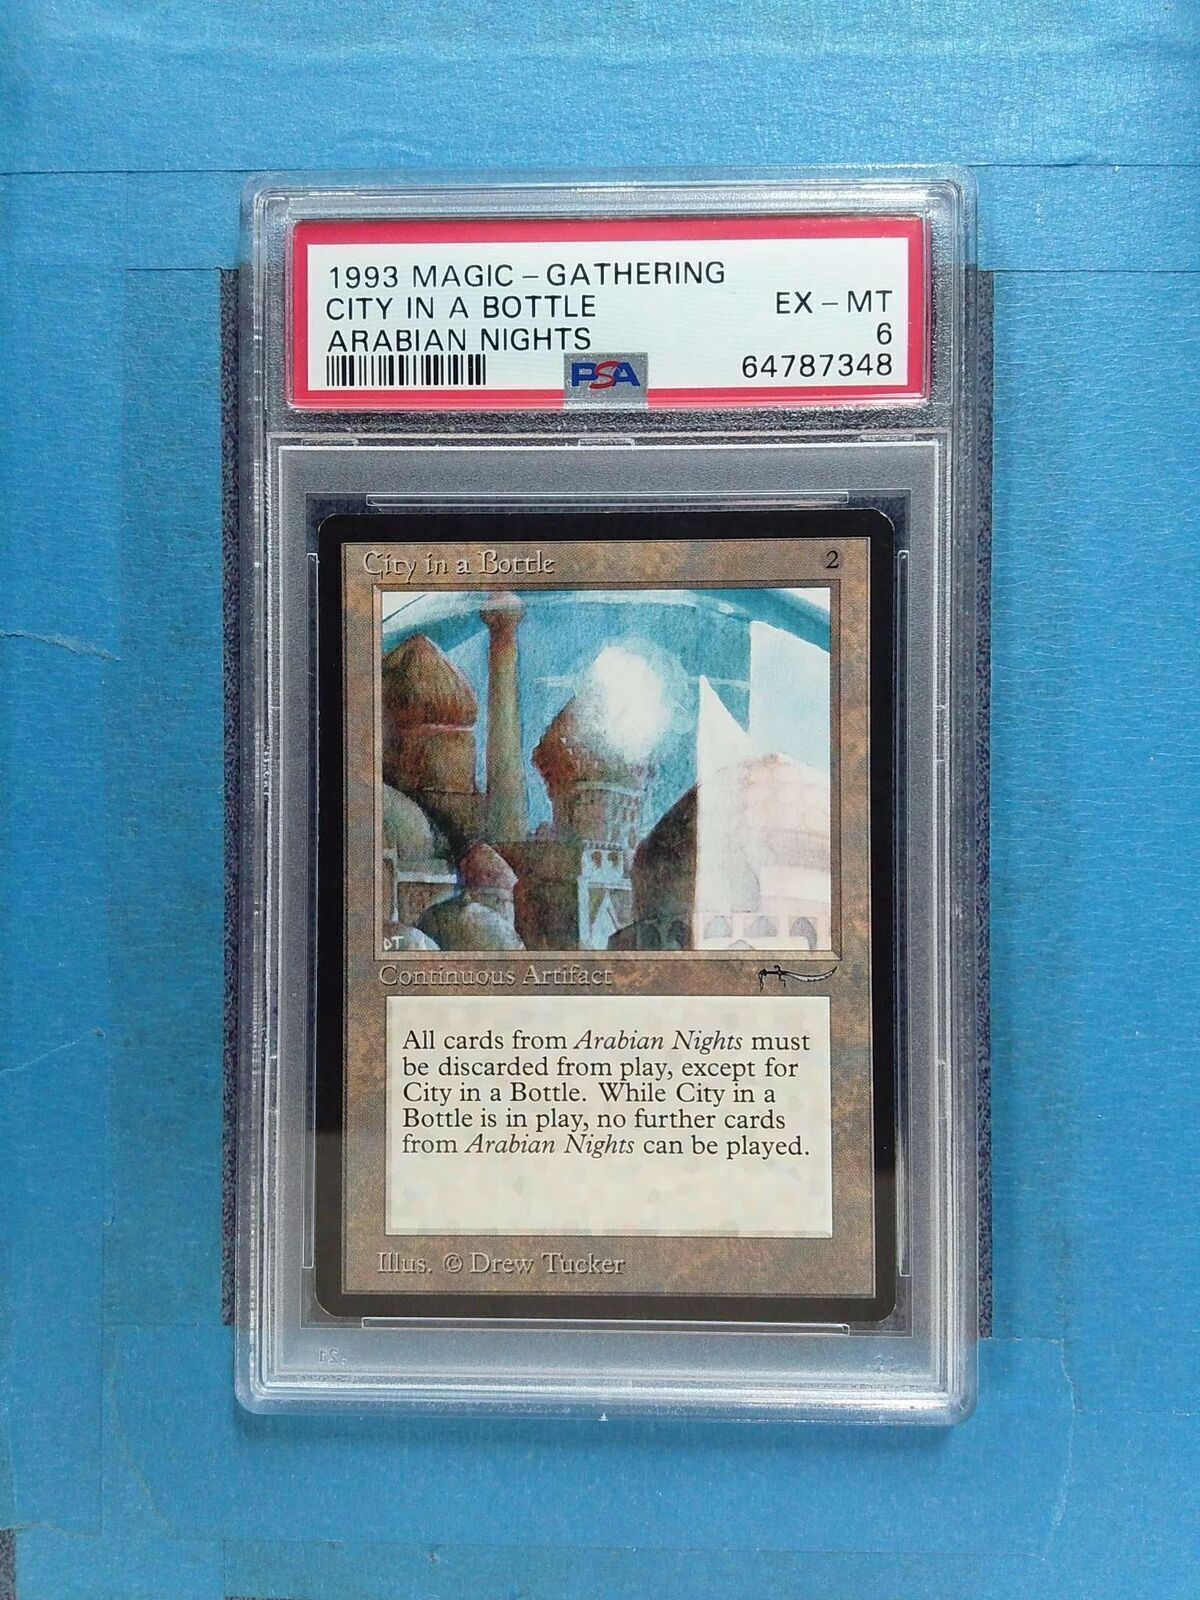 1993 MAGIC - GATHERING
CITY IN A BOTTLE EX - MT
ARABIAN NIGHTS 6
PSA 64787348
City in a Bottle 2
DT
Continuous Artifact
All cards from Arabian Nights must
be discarded from play, except for
City in a Bottle. While City in a
Bottle is in play, no further cards
from Arabian Nights can be played.
Illus. © Drew Tucker